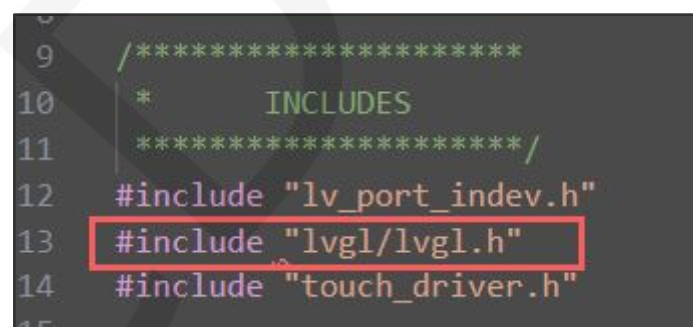 9 /**********************
10 * INCLUDES
11 **********************/
12 #include "lv_port_indev.h"
13 #include "lvgl/lvgl.h"
14 #include "touch_driver.h"